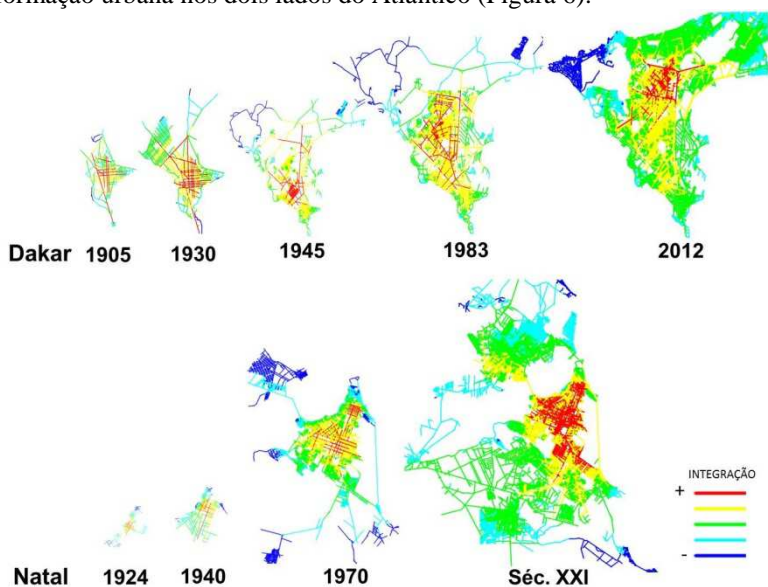 formação urbana nos dois lados do Atlântico (Figura 6).
Dakar 1905 1930 1945 1983 2012
INTEGRAÇÃO
+
-
Natal 1924 1940 1970 Séc. XXI